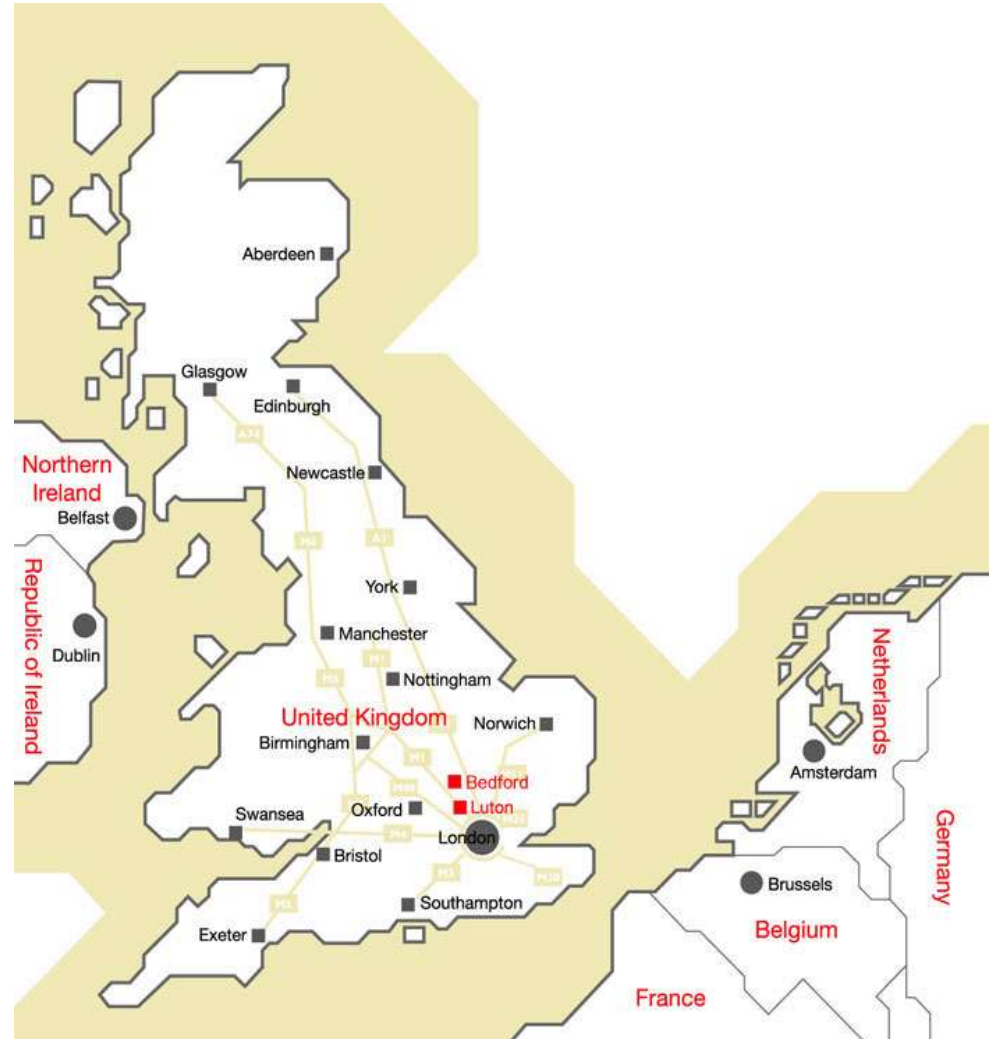 Aberdeen
Glasgow
Edinburgh
A74
Northern
Ireland
Newcastle
Belfast
M6
A1
Republic of Ireland
York
Dublin
Manchester
M1
Netherlands
M6
Nottingham
United Kingdom
Norwich
Birmingham
M1
Amsterdam
Bedford
M40
Luton
Oxford
Swansea
M4
London
Germany
Bristol
M3
M20
Brussels
Southampton
M5
Belgium
Exeter
France